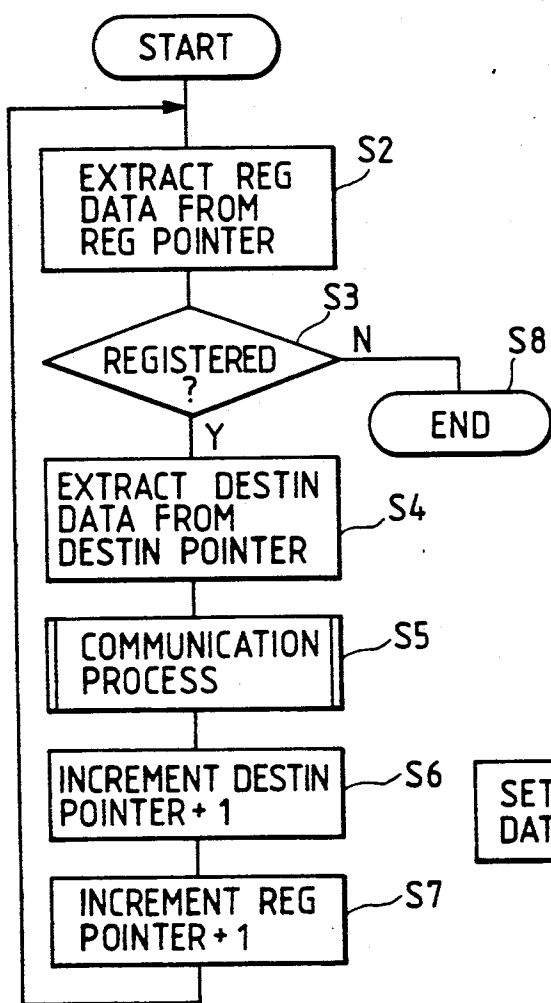 START
S2
EXTRACT REG
DATA FROM
REG POINTER
S3
REGISTERED
?
N
S8
END
Y
EXTRACT DESTIN
DATA FROM
DESTIN POINTER
S4
COMMUNICATION
PROCESS
S5
INCREMENT DESTIN
POINTER + 1
S6
SET
DAT
INCREMENT REG
POINTER + 1
S7